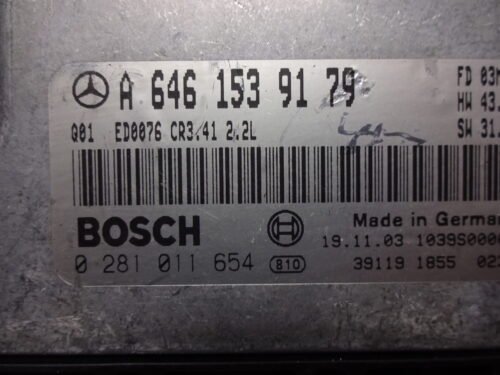 A 646 153 91 79
FD 03
HW 43.
Q01 ED0076 CR3.41 2.2L
SW 31.
BOSCH
Made in German
19.11.03 1039S000
0 281 011 654 810
39119 1855 02